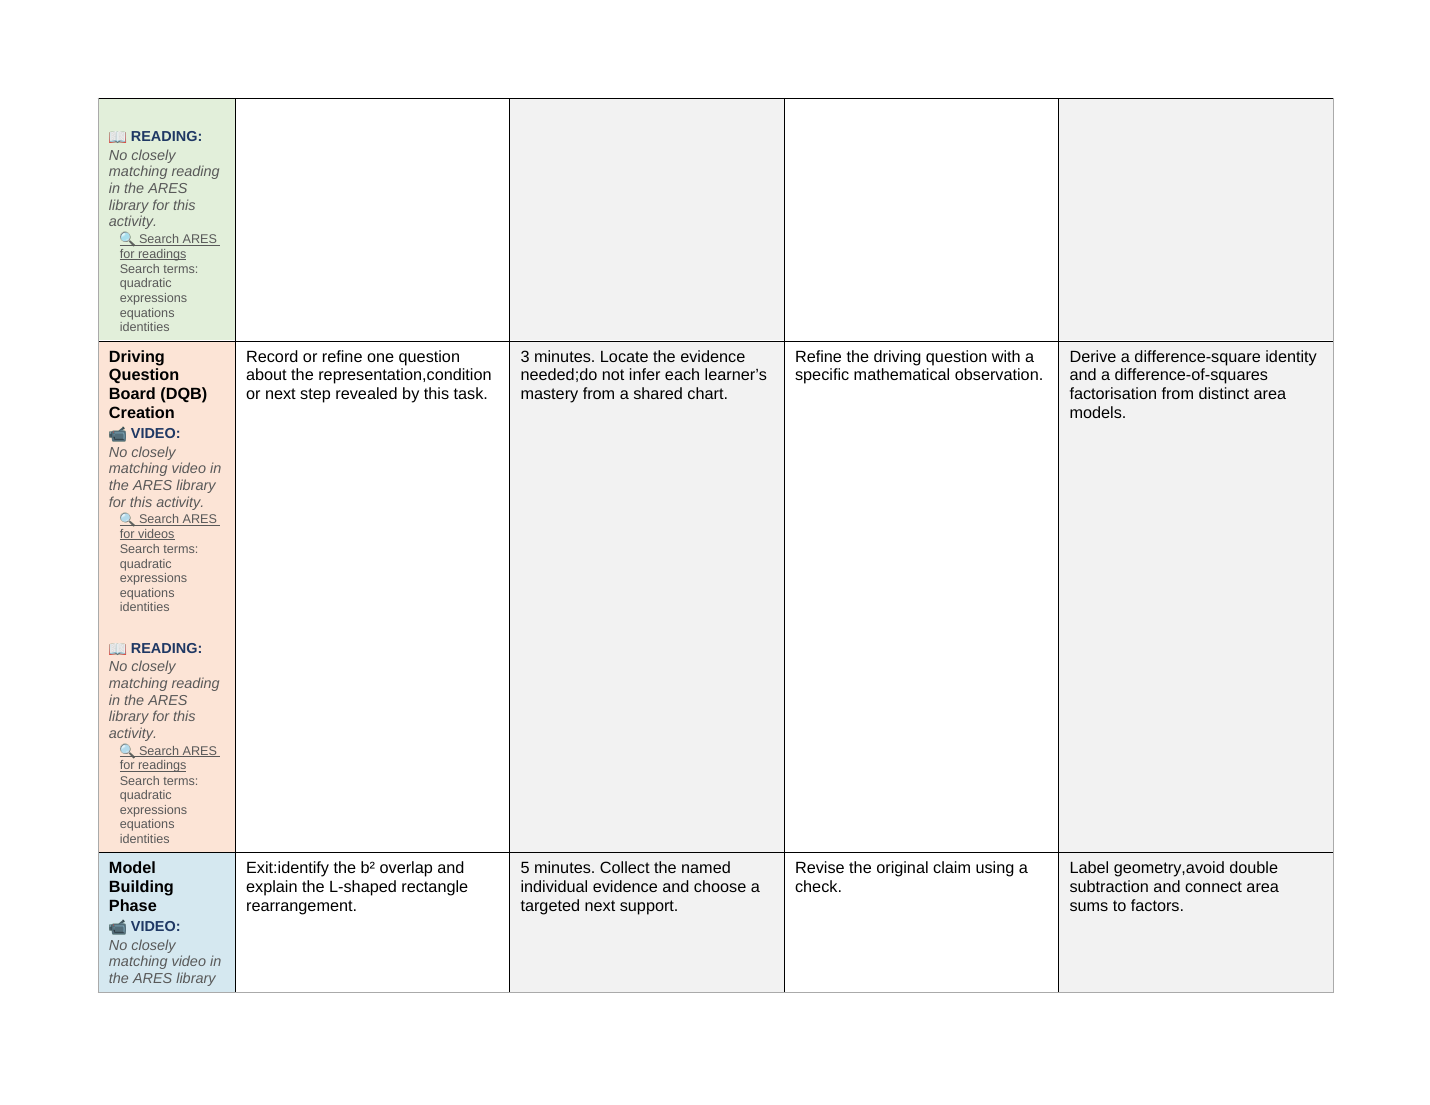 📖 READING:
No closely
matching reading
in the ARES
library for this
activity.
🔍 Search ARES
for readings
Search terms:
quadratic
expressions
equations
identities
Driving
Question
Board (DQB)
Creation
📹 VIDEO:
No closely
matching video in
the ARES library
for this activity.
🔍 Search ARES
for videos
Search terms:
quadratic
expressions
equations
identities
📖 READING:
No closely
matching reading
in the ARES
library for this
activity.
🔍 Search ARES
for readings
Search terms:
quadratic
expressions
equations
identities
Record or refine one question
about the representation,condition
or next step revealed by this task.
3 minutes. Locate the evidence
needed;do not infer each learner’s
mastery from a shared chart.
Refine the driving question with a
specific mathematical observation.
Derive a difference-square identity
and a difference-of-squares
factorisation from distinct area
models.
Model
Building
Phase
📹 VIDEO:
No closely
matching video in
the ARES library
Exit:identify the b² overlap and
explain the L-shaped rectangle
rearrangement.
5 minutes. Collect the named
individual evidence and choose a
targeted next support.
Revise the original claim using a
check.
Label geometry,avoid double
subtraction and connect area
sums to factors.